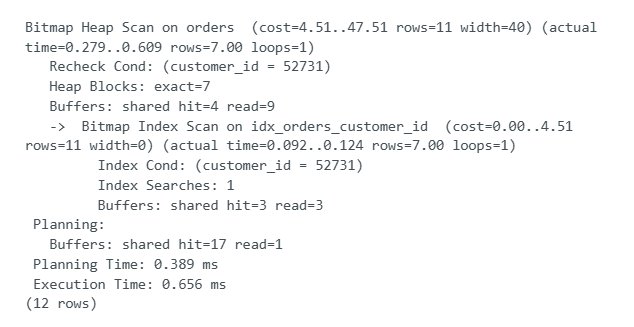 Bitmap Heap Scan on orders  (cost=4.51..47.51 rows=11 width=40) (actual
time=0.279..0.609 rows=7.00 loops=1)
   Recheck Cond: (customer_id = 52731)
   Heap Blocks: exact=7
   Buffers: shared hit=4 read=9
   ->  Bitmap Index Scan on idx_orders_customer_id  (cost=0.00..4.51
rows=11 width=0) (actual time=0.092..0.124 rows=7.00 loops=1)
         Index Cond: (customer_id = 52731)
         Index Searches: 1
         Buffers: shared hit=3 read=3
 Planning:
   Buffers: shared hit=17 read=1
 Planning Time: 0.389 ms
 Execution Time: 0.656 ms
(12 rows)